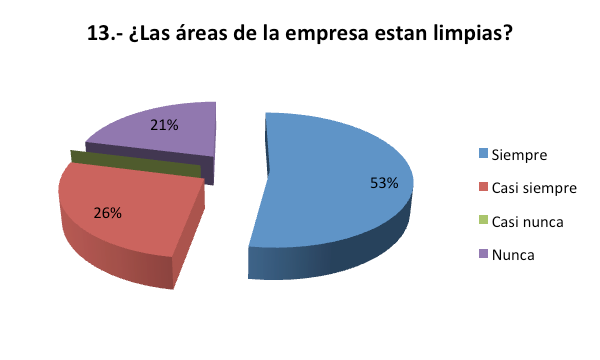 13.- ¿Las áreas de la empresa estan limpias?
21%
53%
26%
Siempre
Casi siempre
Casi nunca
Nunca